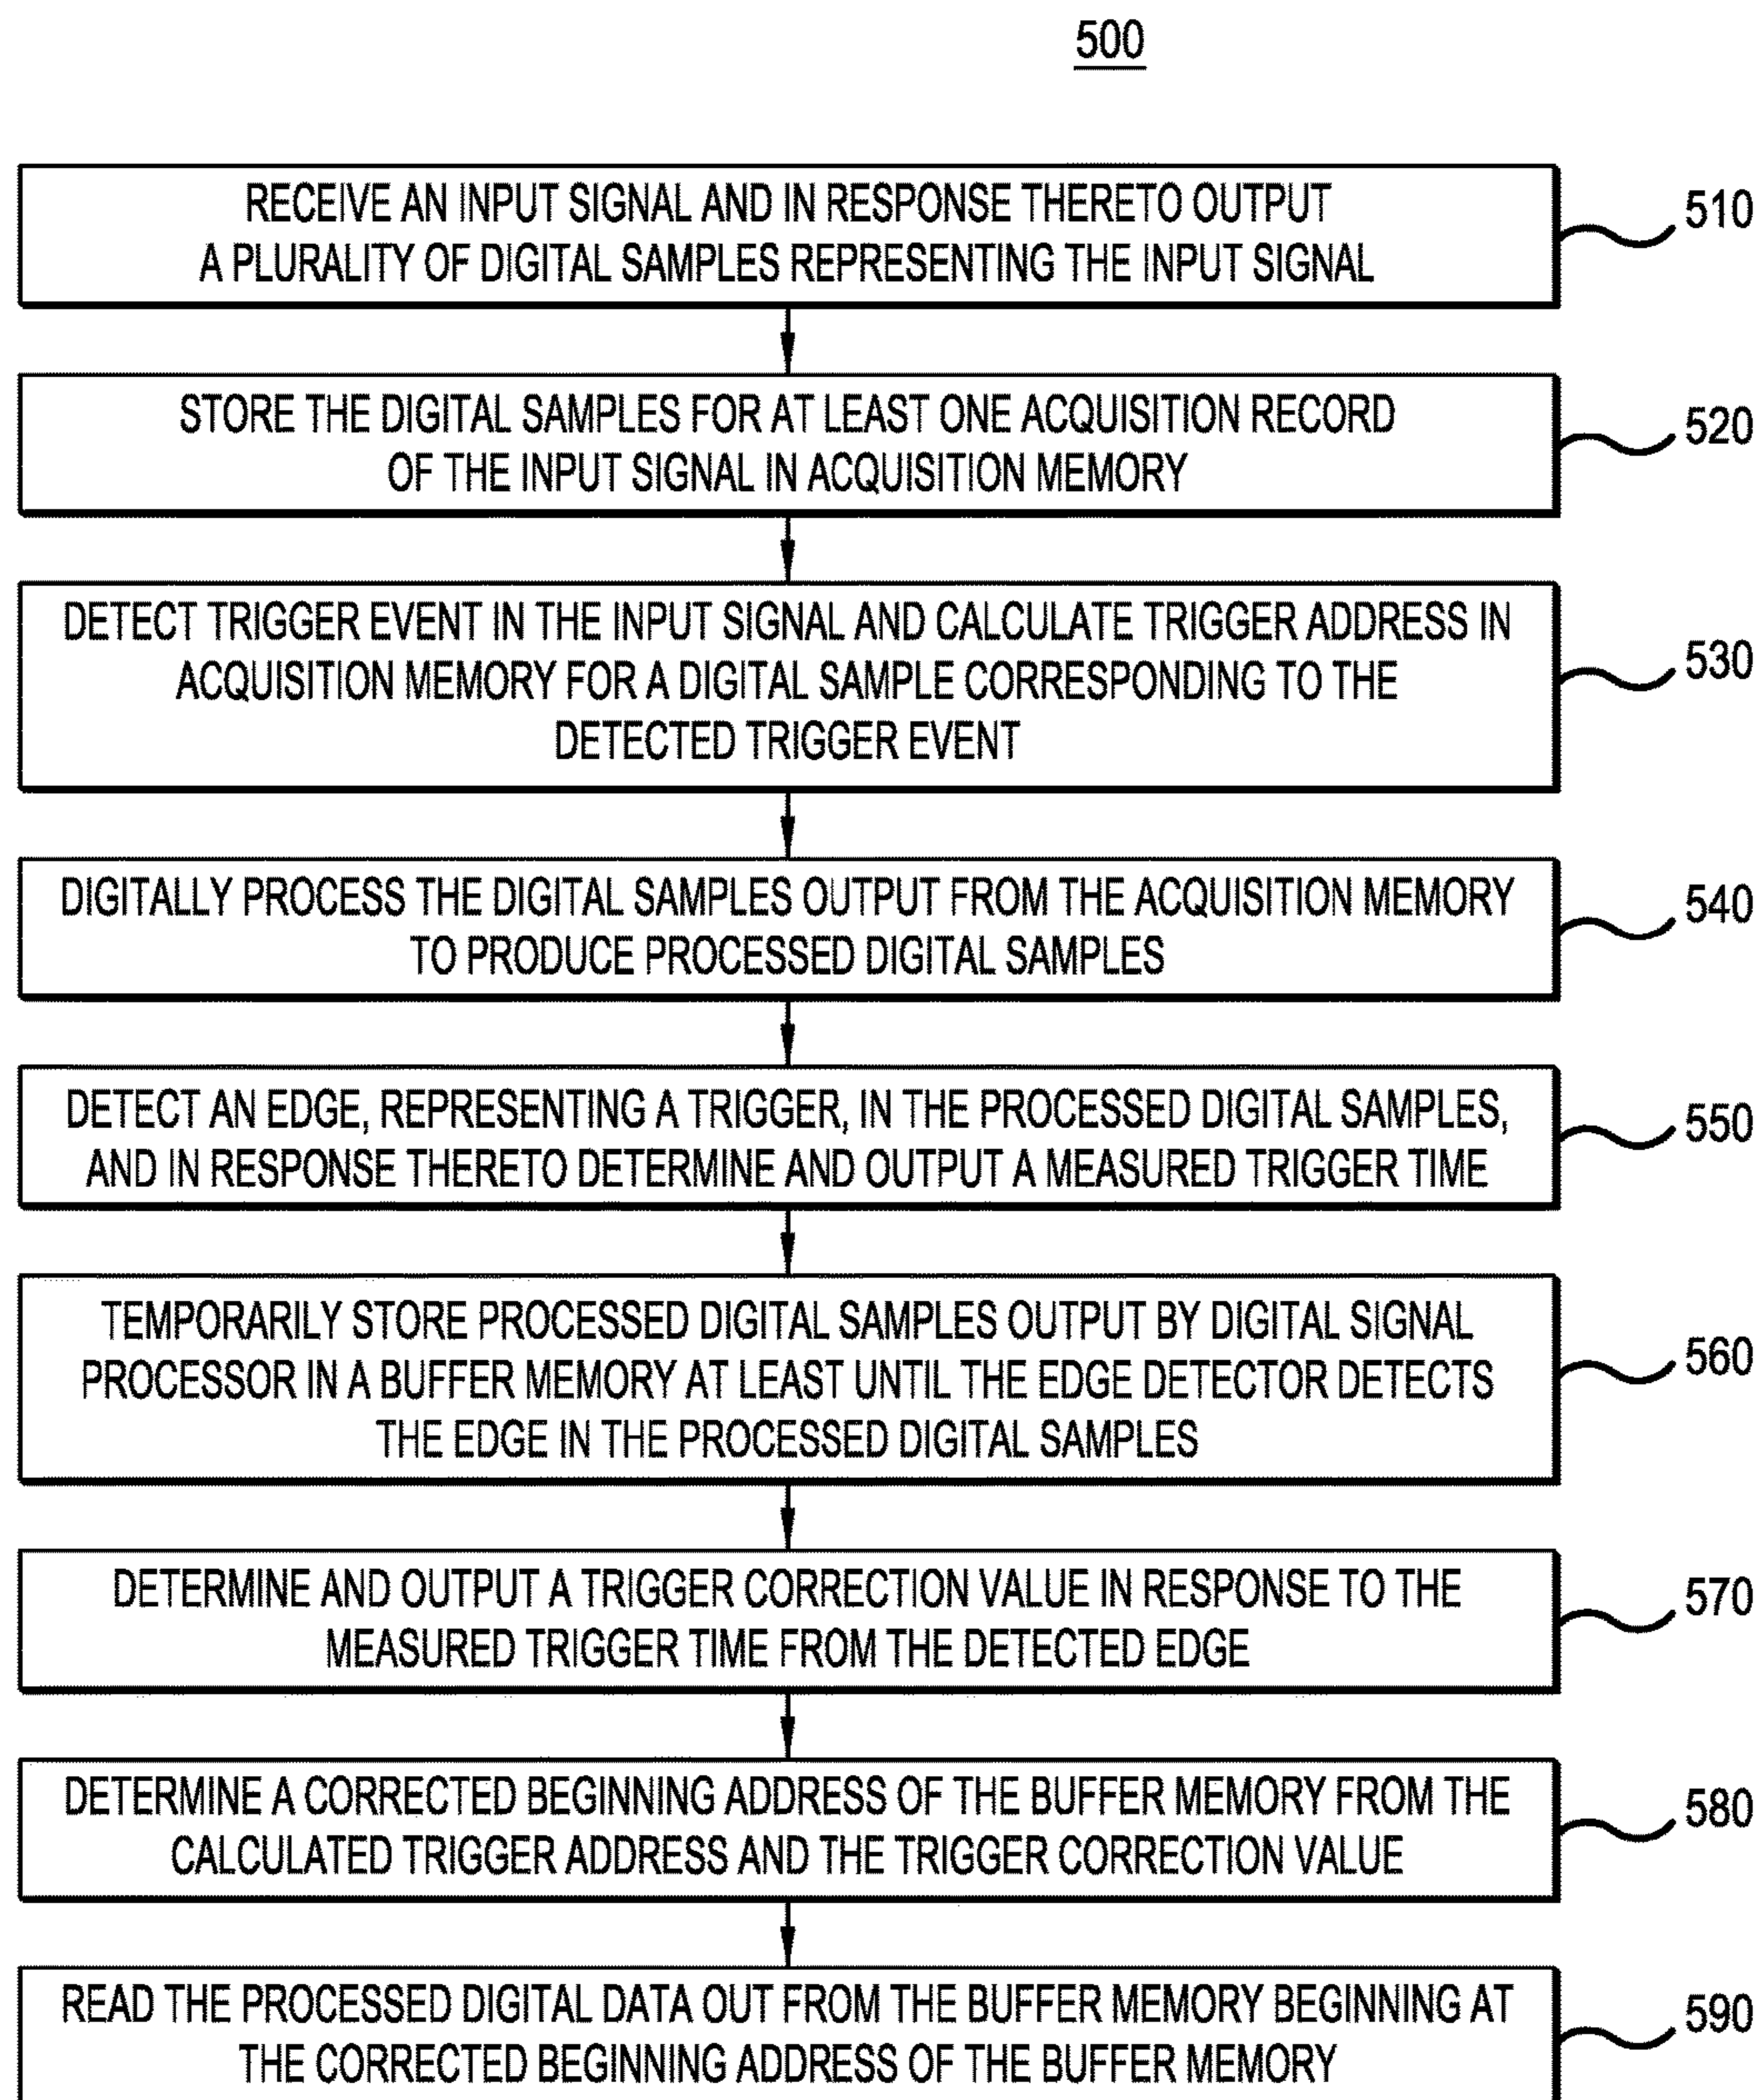 500
RECEIVE AN INPUT SIGNAL AND IN RESPONSE THERETO OUTPUT
A PLURALITY OF DIGITAL SAMPLES REPRESENTING THE INPUT SIGNAL
510
STORE THE DIGITAL SAMPLES FOR AT LEAST ONE ACQUISITION RECORD
OF THE INPUT SIGNAL IN ACQUISITION MEMORY
520
DETECT TRIGGER EVENT IN THE INPUT SIGNAL AND CALCULATE TRIGGER ADDRESS IN
ACQUISITION MEMORY FOR A DIGITAL SAMPLE CORRESPONDING TO THE
DETECTED TRIGGER EVENT
530
DIGITALLY PROCESS THE DIGITAL SAMPLES OUTPUT FROM THE ACQUISITION MEMORY
TO PRODUCE PROCESSED DIGITAL SAMPLES
540
DETECT AN EDGE, REPRESENTING A TRIGGER, IN THE PROCESSED DIGITAL SAMPLES,
AND IN RESPONSE THERETO DETERMINE AND OUTPUT A MEASURED TRIGGER TIME
550
TEMPORARILY STORE PROCESSED DIGITAL SAMPLES OUTPUT BY DIGITAL SIGNAL
PROCESSOR IN A BUFFER MEMORY AT LEAST UNTIL THE EDGE DETECTOR DETECTS
THE EDGE IN THE PROCESSED DIGITAL SAMPLES
560
DETERMINE AND OUTPUT A TRIGGER CORRECTION VALUE IN RESPONSE TO THE
MEASURED TRIGGER TIME FROM THE DETECTED EDGE
570
DETERMINE A CORRECTED BEGINNING ADDRESS OF THE BUFFER MEMORY FROM THE
CALCULATED TRIGGER ADDRESS AND THE TRIGGER CORRECTION VALUE
580
READ THE PROCESSED DIGITAL DATA OUT FROM THE BUFFER MEMORY BEGINNING AT
THE CORRECTED BEGINNING ADDRESS OF THE BUFFER MEMORY
590